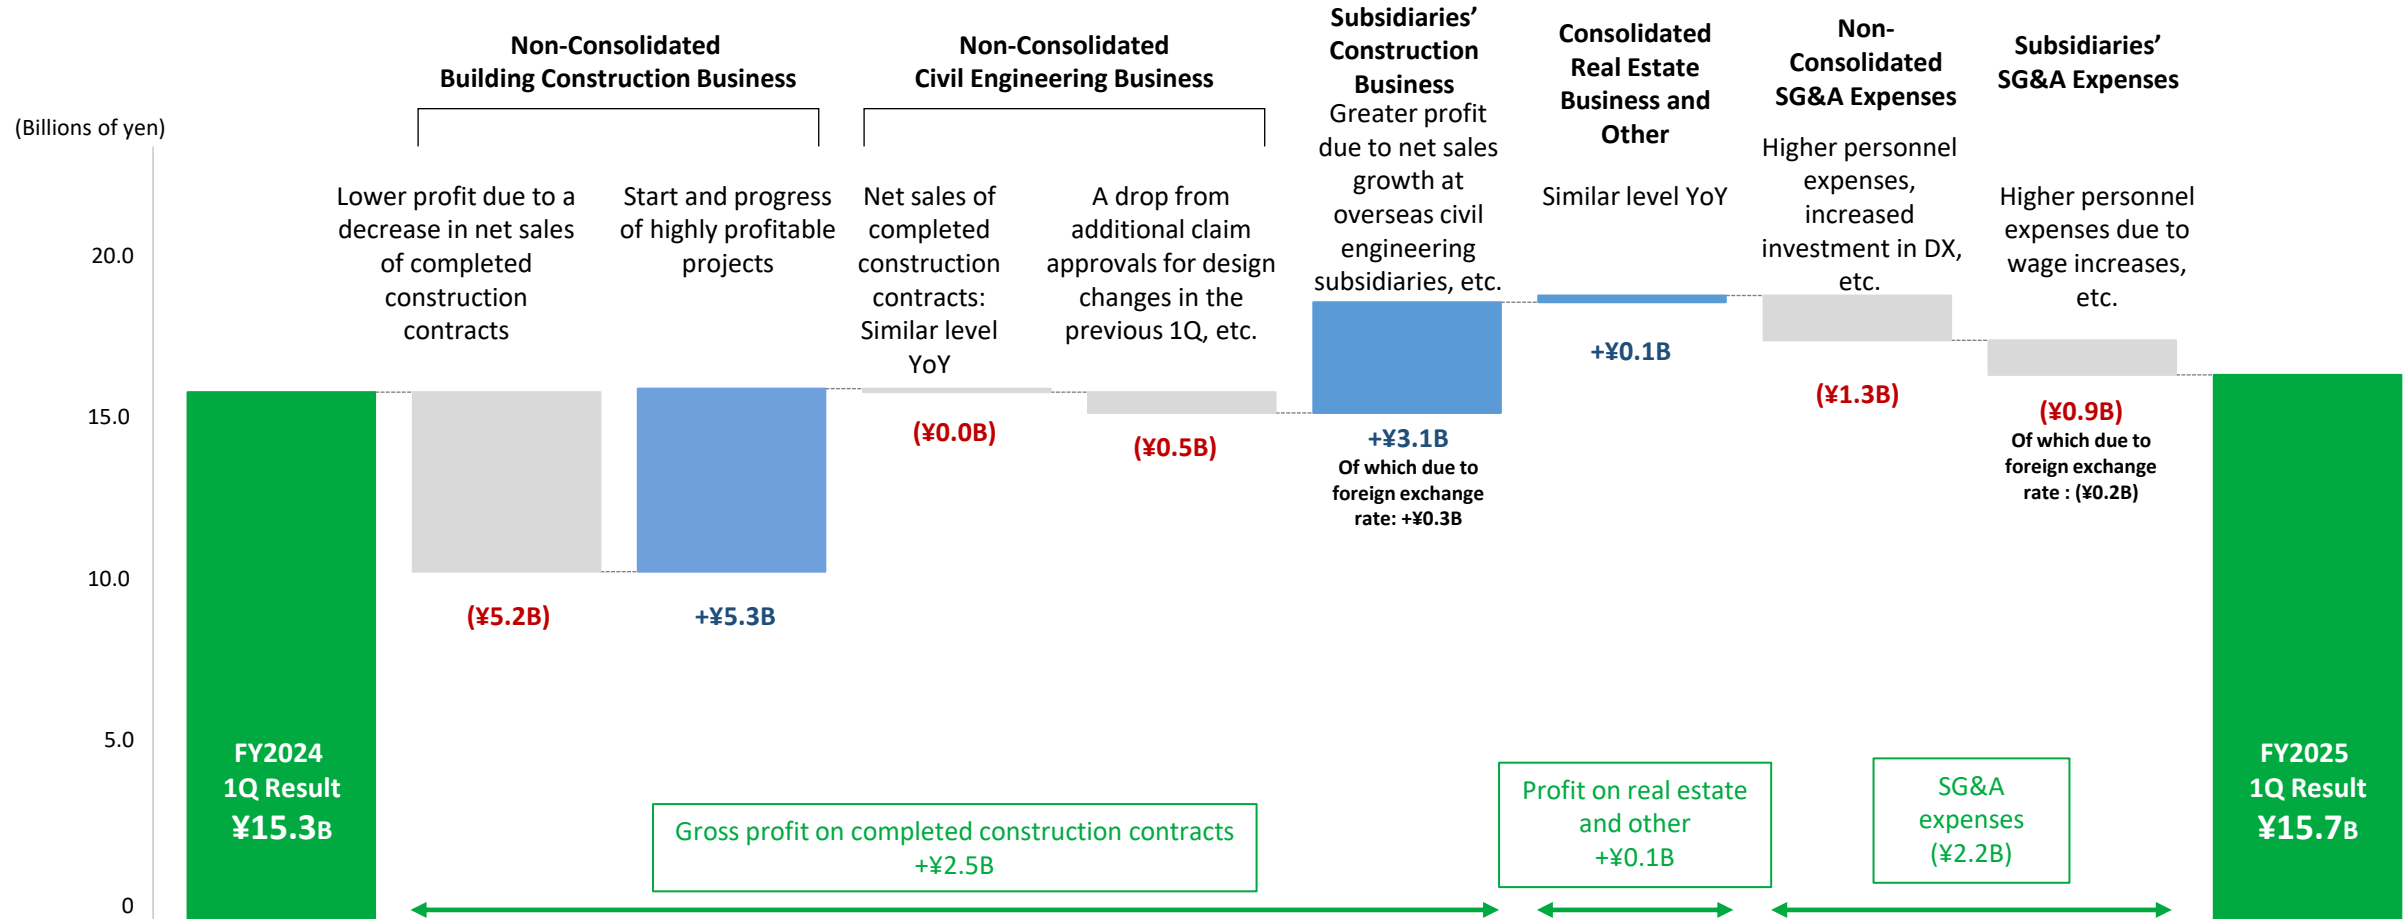 Non-Consolidated
Building Construction Business
Non-Consolidated
Civil Engineering Business
Subsidiaries’
Construction
Business
Consolidated
Real Estate
Business and
Other
Non-
Consolidated
SG&A Expenses
Subsidiaries’
SG&A Expenses
(Billions of yen)
20.0
15.0
10.0
5.0
0
Lower profit due to a
decrease in net sales
of completed
construction
contracts
Start and progress
of highly profitable
projects
Net sales of
completed
construction
contracts:
Similar level
YoY
A drop from
additional claim
approvals for design
changes in the
previous 1Q, etc.
Greater profit
due to net sales
growth at
overseas civil
engineering
subsidiaries, etc.
Similar level YoY
Higher personnel
expenses,
increased
investment in DX,
etc.
Higher personnel
expenses due to
wage increases,
etc.
(¥5.2B)
+¥5.3B
(¥0.0B)
(¥0.5B)
+¥3.1B
Of which due to
foreign exchange
rate: +¥0.3B
+¥0.1B
(¥1.3B)
(¥0.9B)
Of which due to
foreign exchange
rate : (¥0.2B)
FY2024
1Q Result
¥15.3B
Gross profit on completed construction contracts
+¥2.5B
Profit on real estate
and other
+¥0.1B
SG&A
expenses
(¥2.2B)
FY2025
1Q Result
¥15.7B